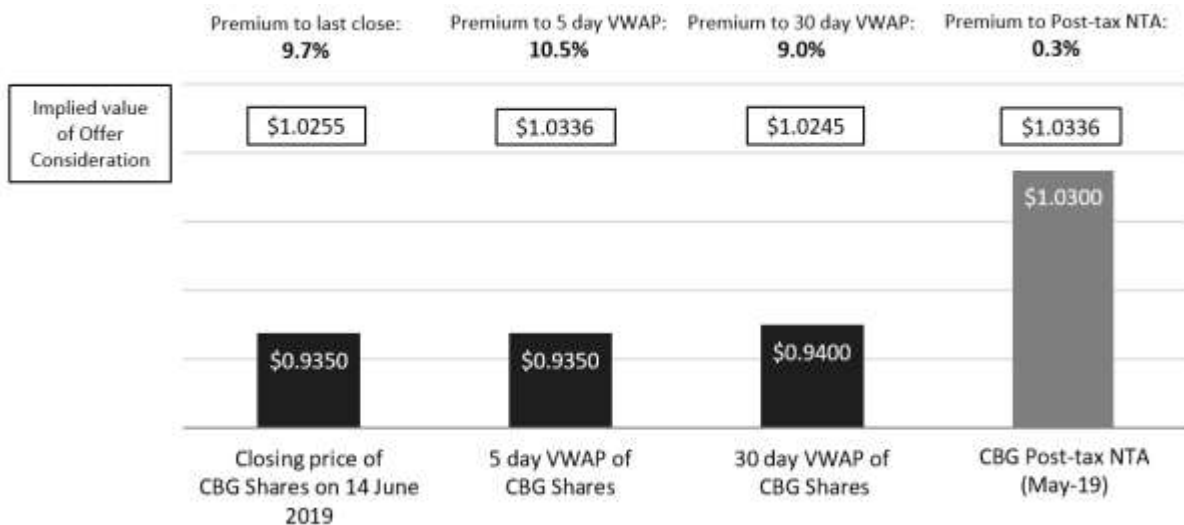 Premium to last close:
9.7%
Premium to 5 day VWAP:
10.5%
Premium to 30 day VWAP:
9.0%
Premium to Post-tax NTA:
0.3%
Implied value
of Offer
Consideration
$1.0255
$1.0336
$1.0245
$1.0336
$0.9350
$0.9350
$0.9400
$1.0300
Closing price of
CBG Shares on 14 June
2019
5 day VWAP of
CBG Shares
30 day VWAP of
CBG Shares
CBG Post-tax NTA
(May-19)